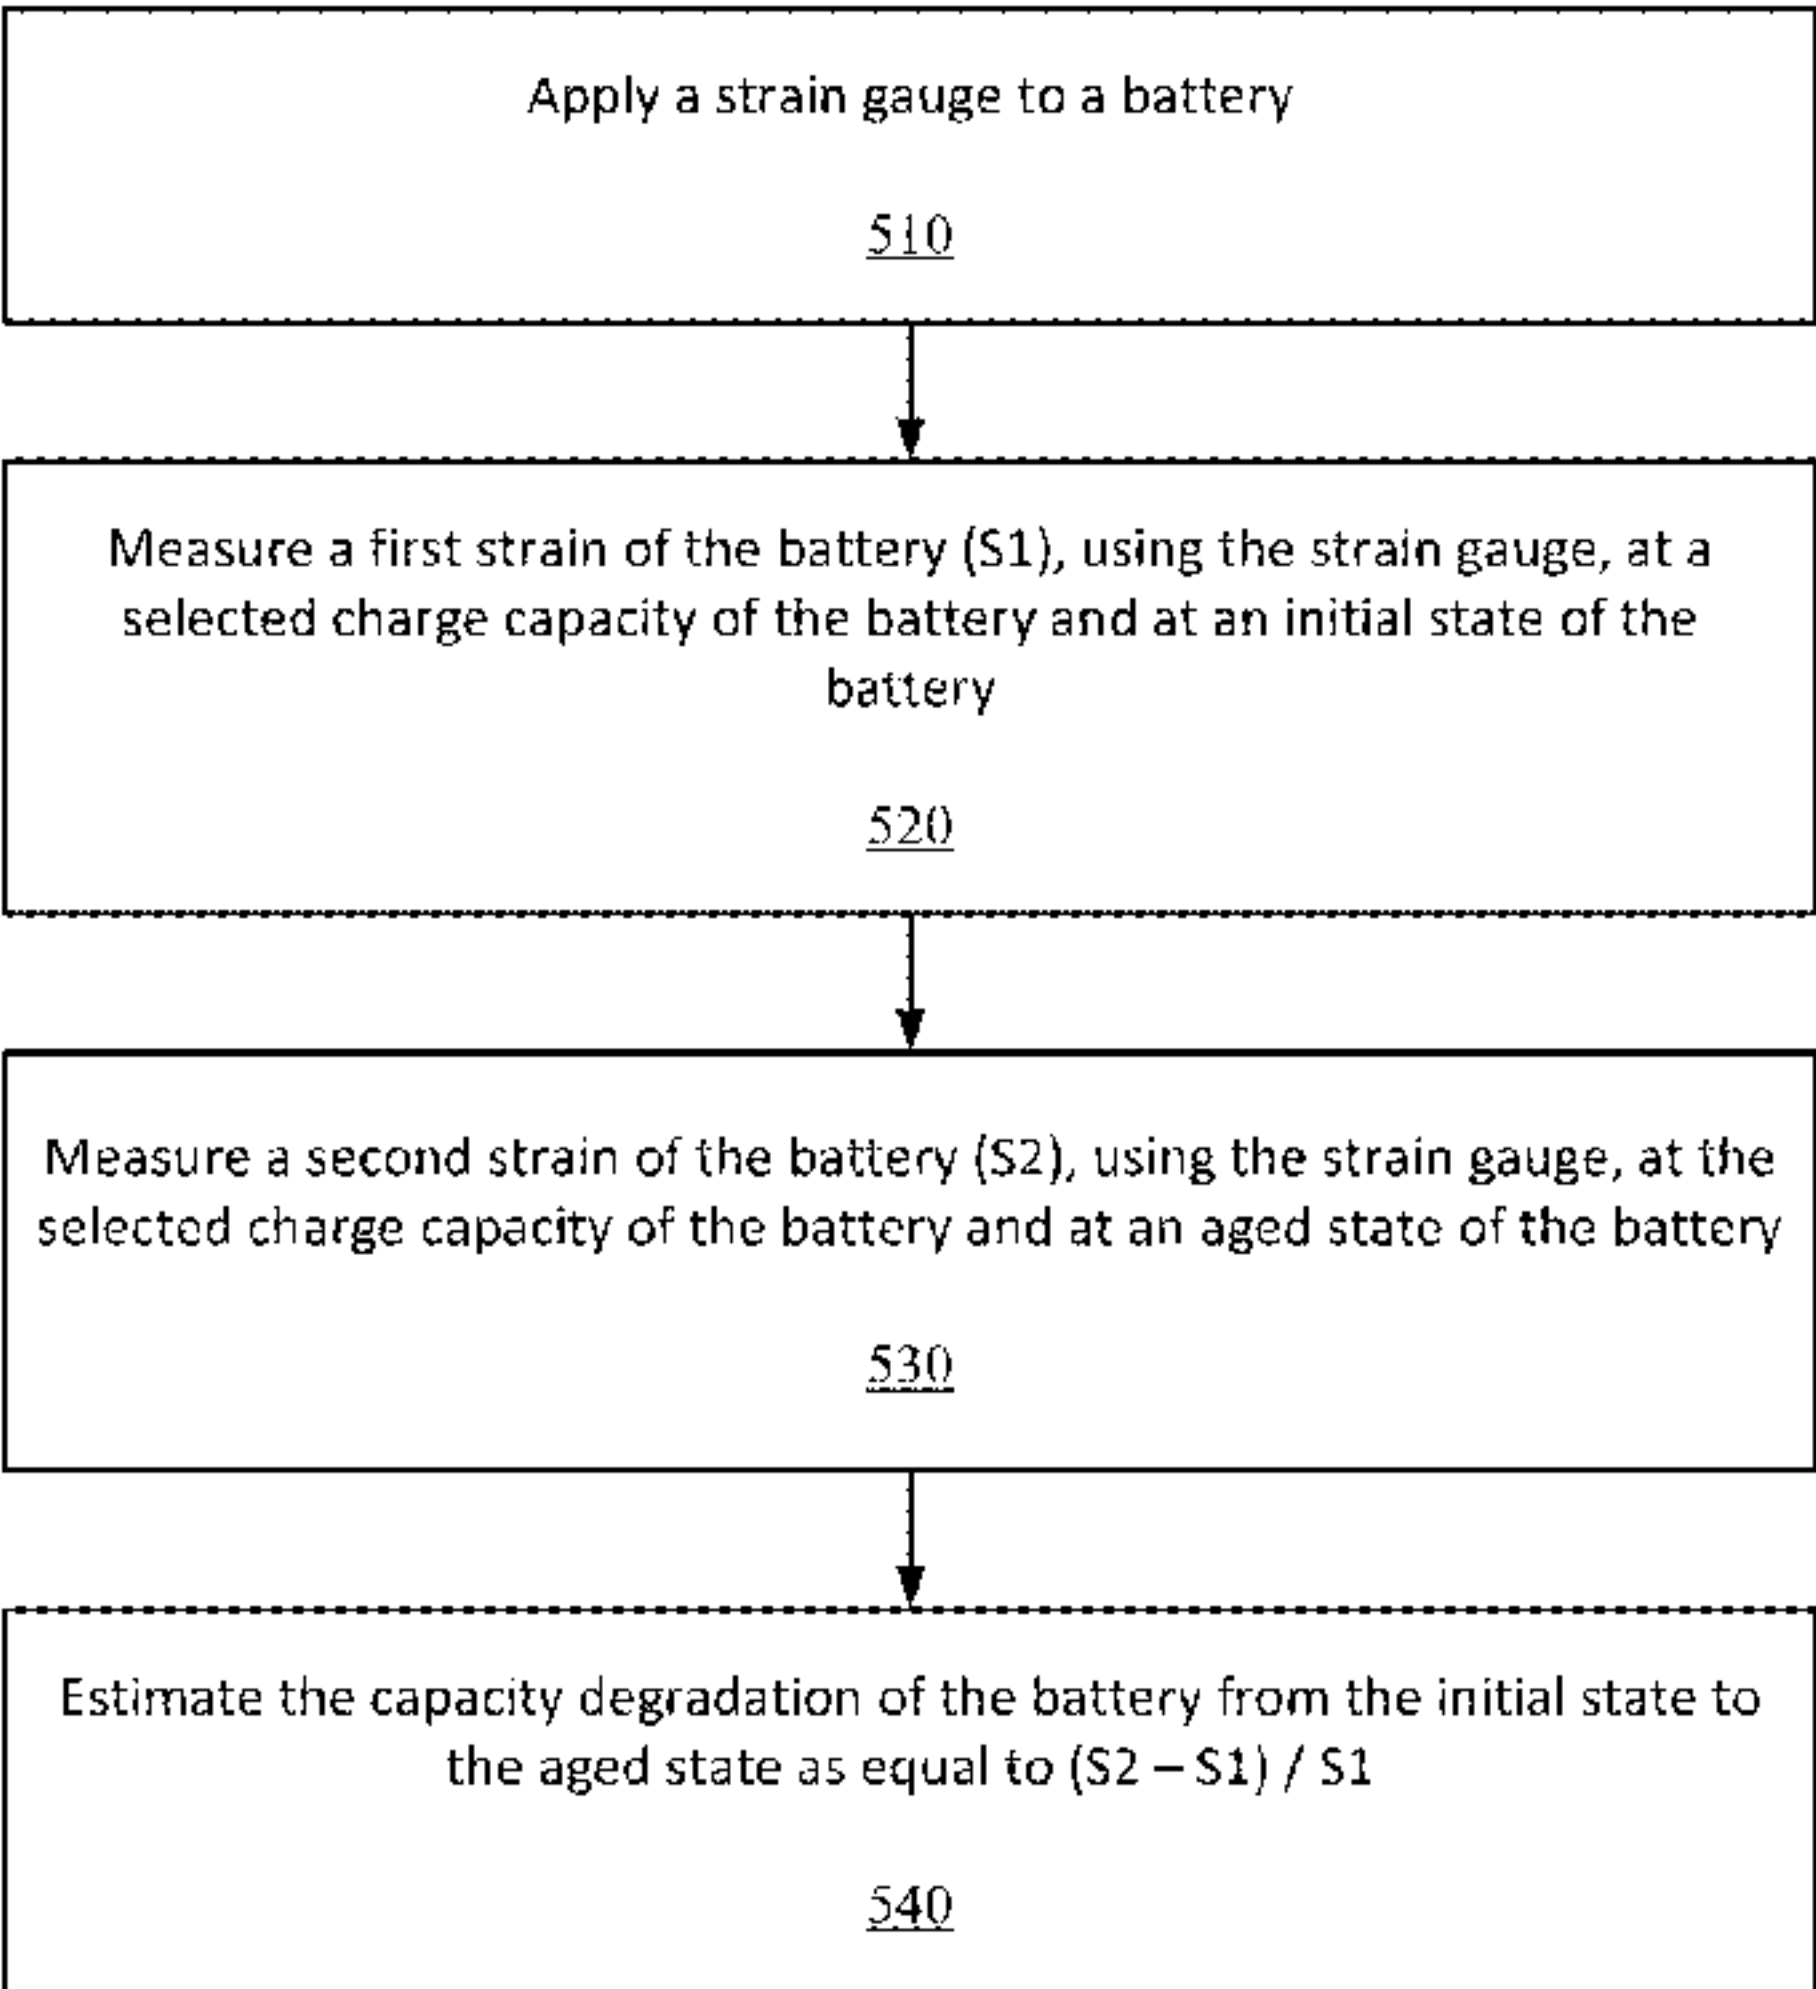 Apply a strain gauge to a battery
510
Measure a first strain of the battery (S1), using the strain gauge, at a
selected charge capacity of the battery and at an initial state of the
battery
520
Measure a second strain of the battery (S2), using the strain gauge, at the
selected charge capacity of the battery and at an aged state of the battery
530
Estimate the capacity degradation of the battery from the initial state to
the aged state as equal to (S2 – S1) / S1
540